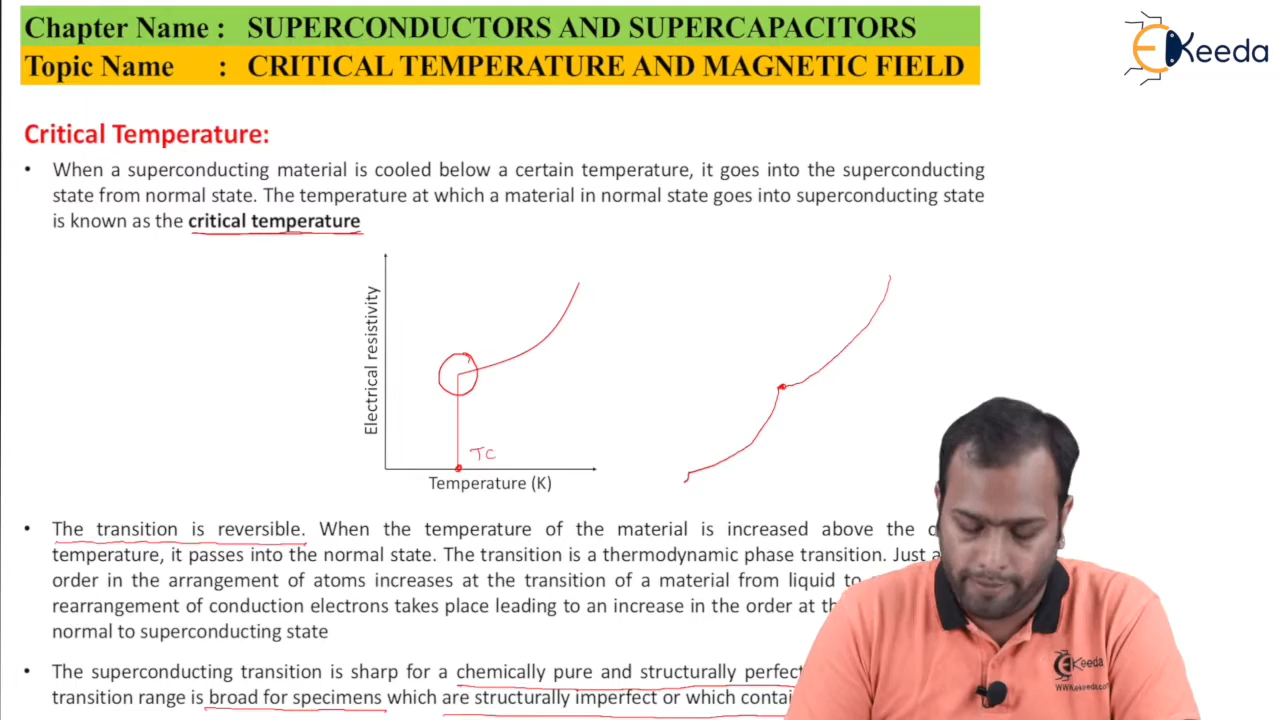 Chapter Name : SUPERCONDUCTORS AND SUPERCAPACITORS
Topic Name : CRITICAL TEMPERATURE AND MAGNETIC FIELD
Keeda
Critical Temperature:
• When a superconducting material is cooled below a certain temperature, it goes into the superconducting
state from normal state. The temperature at which a material in normal state goes into superconducting state
is known as the critical temperature
Electrical resistivity
TC
Temperature (K)
• The transition is reversible. When the temperature of the material is increased above the
temperature, it passes into the normal state. The transition is a thermodynamic phase transition. Just
order in the arrangement of atoms increases at the transition of a material from liquid to
rearrangement of conduction electrons takes place leading to an increase in the order at
normal to superconducting state
• The superconducting transition is sharp for a chemically pure and structurally perfect
transition range is broad for specimens which are structurally imperfect or which
Keeda